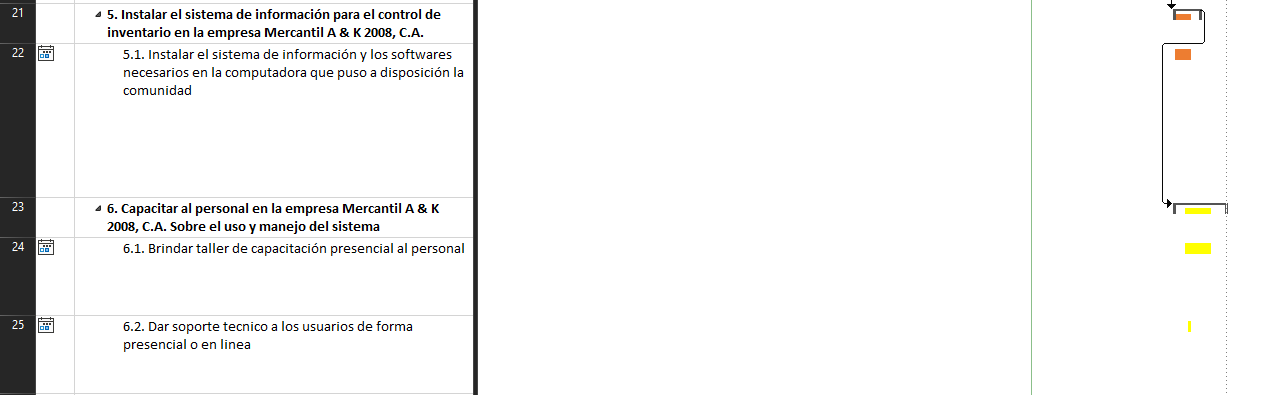 21
5. Instalar el sistema de información para el control de
inventario en la empresa Mercantil A & K 2008, C.A.
22
5.1. Instalar el sistema de información y los softwares
necesarios en la computadora que puso a disposición la
comunidad
23
6. Capacitar al personal en la empresa Mercantil A & K
2008, C.A. Sobre el uso y manejo del sistema
24
6.1. Brindar taller de capacitación presencial al personal
25
6.2. Dar soporte tecnico a los usuarios de forma
presencial o en linea